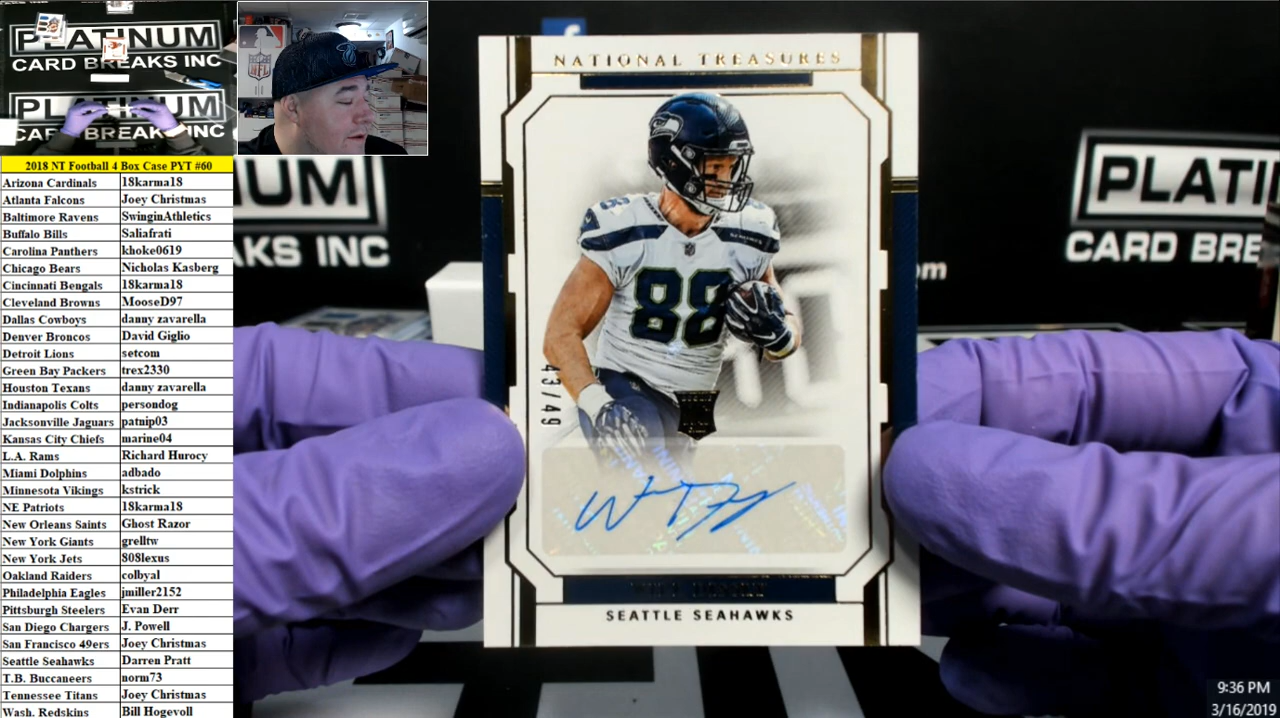 PLATINUM
CARD BREAKS INC
PLATINUM
CARD BREAKS INC
NFL
2018 NT Football 4 Box Case PYT #60
Arizona Cardinals 18karma18
Atlanta Falcons Joey Christmas
Baltimore Ravens SwinginAthletics
Buffalo Bills Saliafrati
Carolina Panthers khoke0619
Chicago Bears Nicholas Kasberg
Cincinnati Bengals 18karma18
Cleveland Browns MooseD97
Dallas Cowboys danny zavarella
Denver Broncos David Giglio
Detroit Lions setcom
Green Bay Packers trex2330
Houston Texans danny zavarella
Indianapolis Colts persondog
Jacksonville Jaguars patnip03
Kansas City Chiefs marine04
L.A. Rams Richard Hurocy
Miami Dolphins adbado
Minnesota Vikings kstrick
NE Patriots 18karma18
New Orleans Saints Ghost Razor
New York Giants grelltw
New York Jets 808lexus
Oakland Raiders colbyal
Philadelphia Eagles jmiller2152
Pittsburgh Steelers Evan Derr
San Diego Chargers J. Powell
San Francisco 49ers Joey Christmas
Seattle Seahawks Darren Pratt
T.B. Buccaneers norm73
Tennessee Titans Joey Christmas
Wash. Redskins Bill Hogevoll
NUM
KS INC
om
PLATI
CARD BRE
NATIONAL TREASURES
88
43/49
SEATTLE SEAHAWKS
9:36 PM
3/16/2019